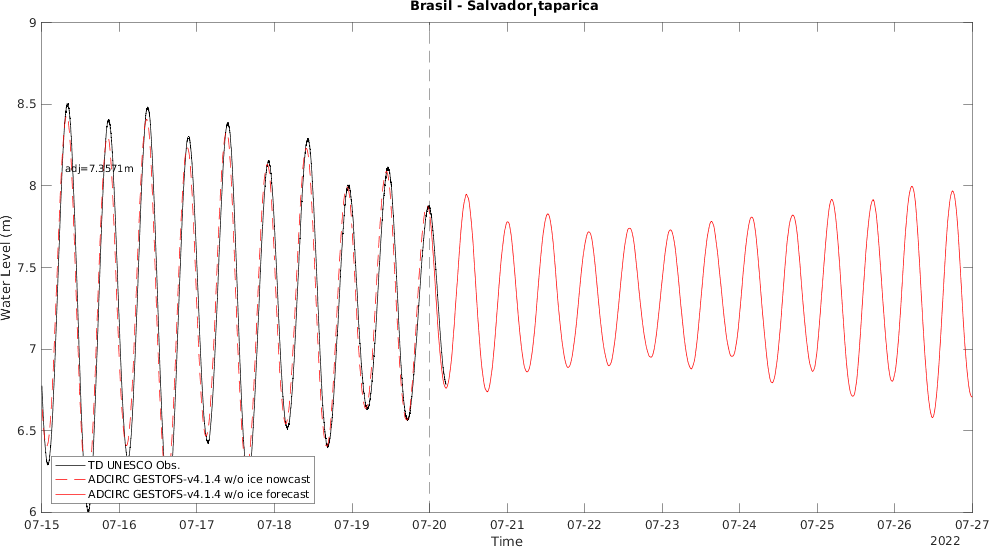 Brasil - Salvador_Itaparica
9
8.5
adj=7.3571m
8
7.5
Water Level (m)
7
6.5
TD UNESCO Obs.
ADCIRC GESTOFS-v4.1.4 w/o ice nowcast
ADCIRC GESTOFS-v4.1.4 w/o ice forecast
6
07-15 07-16 07-17 07-18 07-19 07-20 07-21 07-22 07-23 07-24 07-25 07-26 07-27
Time
2022